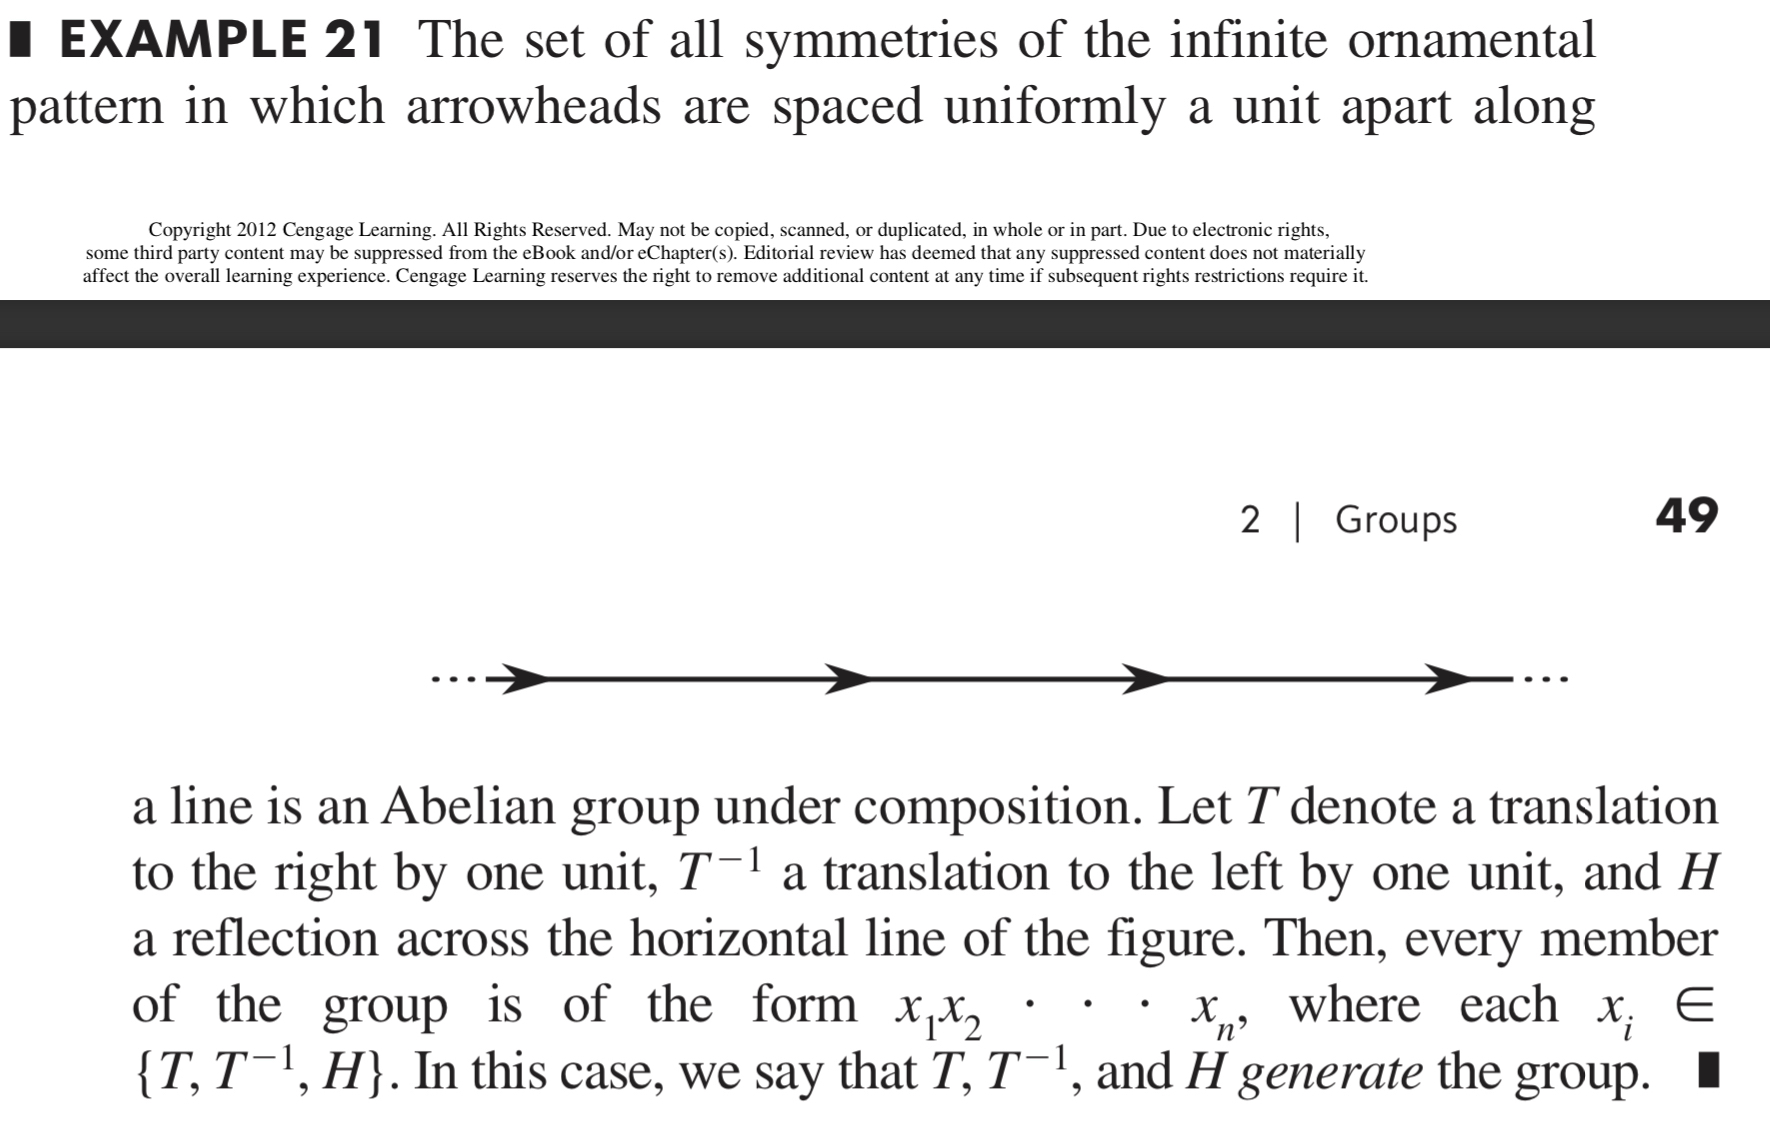 ▮ EXAMPLE 21 The set of all symmetries of the infinite ornamental
pattern in which arrowheads are spaced uniformly a unit apart along
Copyright 2012 Cengage Learning. All Rights Reserved. May not be copied, scanned, or duplicated, in whole or in part. Due to electronic rights,
some third party content may be suppressed from the eBook and/or eChapter(s). Editorial review has deemed that any suppressed content does not materially
affect the overall learning experience. Cengage Learning reserves the right to remove additional content at any time if subsequent rights restrictions require it.
2 | Groups 49
a line is an Abelian group under composition. Let T denote a translation
to the right by one unit, T⁻¹ a translation to the left by one unit, and H
a reflection across the horizontal line of the figure. Then, every member
of the group is of the form x₁x₂ · · · xₙ, where each xᵢ ∈
{T, T⁻¹, H}. In this case, we say that T, T⁻¹, and H generate the group. ▮